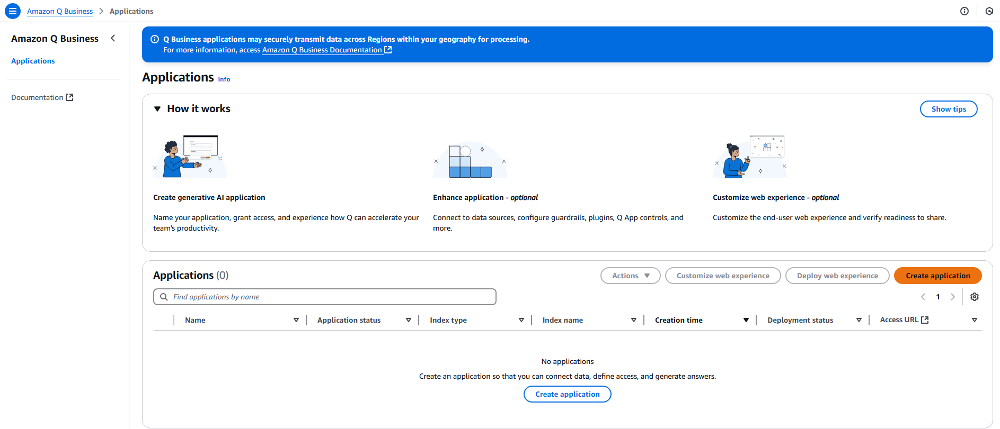 Amazon Q Business > Applications
Amazon Q Business
Applications
Documentation
Q Business applications may securely transmit data across Regions within your geography for processing.
For more information, access Amazon Q Business Documentation
Applications Info
How it works
Show tips
Create generative AI application
Name your application, grant access, and experience how Q can accelerate your
team's productivity.
Enhance application - optional
Connect to data sources, configure guardrails, plugins, Q App controls, and
more.
Customize web experience - optional
Customize the end-user web experience and verify readiness to share.
Applications (0)
Actions Customize web experience Deploy web experience Create application
Find applications by name
1
Name Application status Index type Index name Creation time Deployment status Access URL
No applications
Create an application so that you can connect data, define access, and generate answers.
Create application